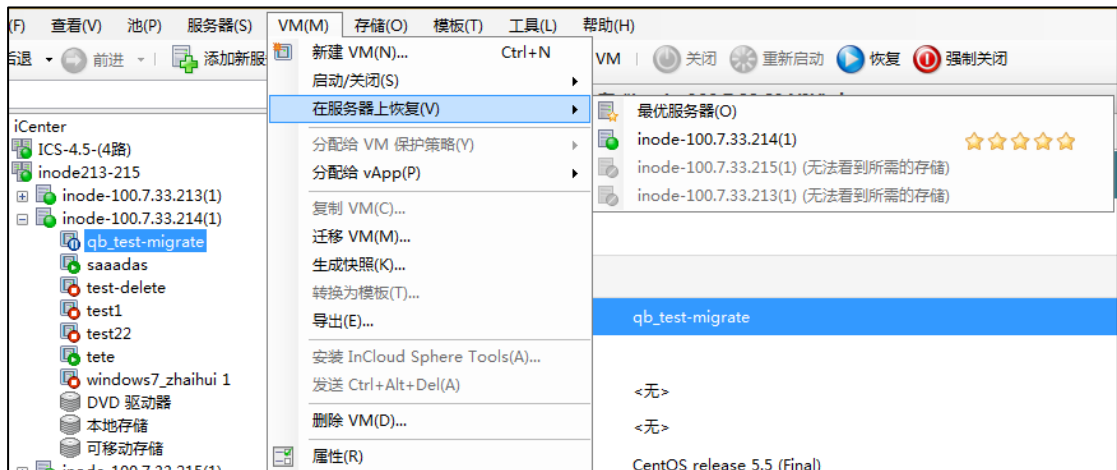 (F) 查看(V) 池(P) 服务器(S) VM(M) 存储(O) 模板(T) 工具(L) 帮助(H)
后退 前进 添加新服 VM 关闭 重新启动 恢复 强制关闭
新建 VM(N)... Ctrl+N
启动/关闭(S)
在服务器上恢复(V)
分配给 VM 保护策略(Y)
分配给 vApp(P)
复制 VM(C)...
迁移 VM(M)...
生成快照(K)...
转换为模板(T)...
导出(E)...
安装 InCloud Sphere Tools(A)...
发送 Ctrl+Alt+Del(A)
删除 VM(D)...
属性(R)
最优服务器(O)
inode-100.7.33.214(1)
inode-100.7.33.215(1) (无法看到所需的存储)
inode-100.7.33.213(1) (无法看到所需的存储)
iCenter
ICS-4.5-(4路)
inode213-215
inode-100.7.33.213(1)
inode-100.7.33.214(1)
qb_test-migrate
saaadas
test-delete
test1
test22
tete
windows7_zhaihui 1
DVD 驱动器
本地存储
可移动存储
inode-100.7.33.215(1)
qb_test-migrate
<无>
<无>
CentOS release 5.5 (Final)